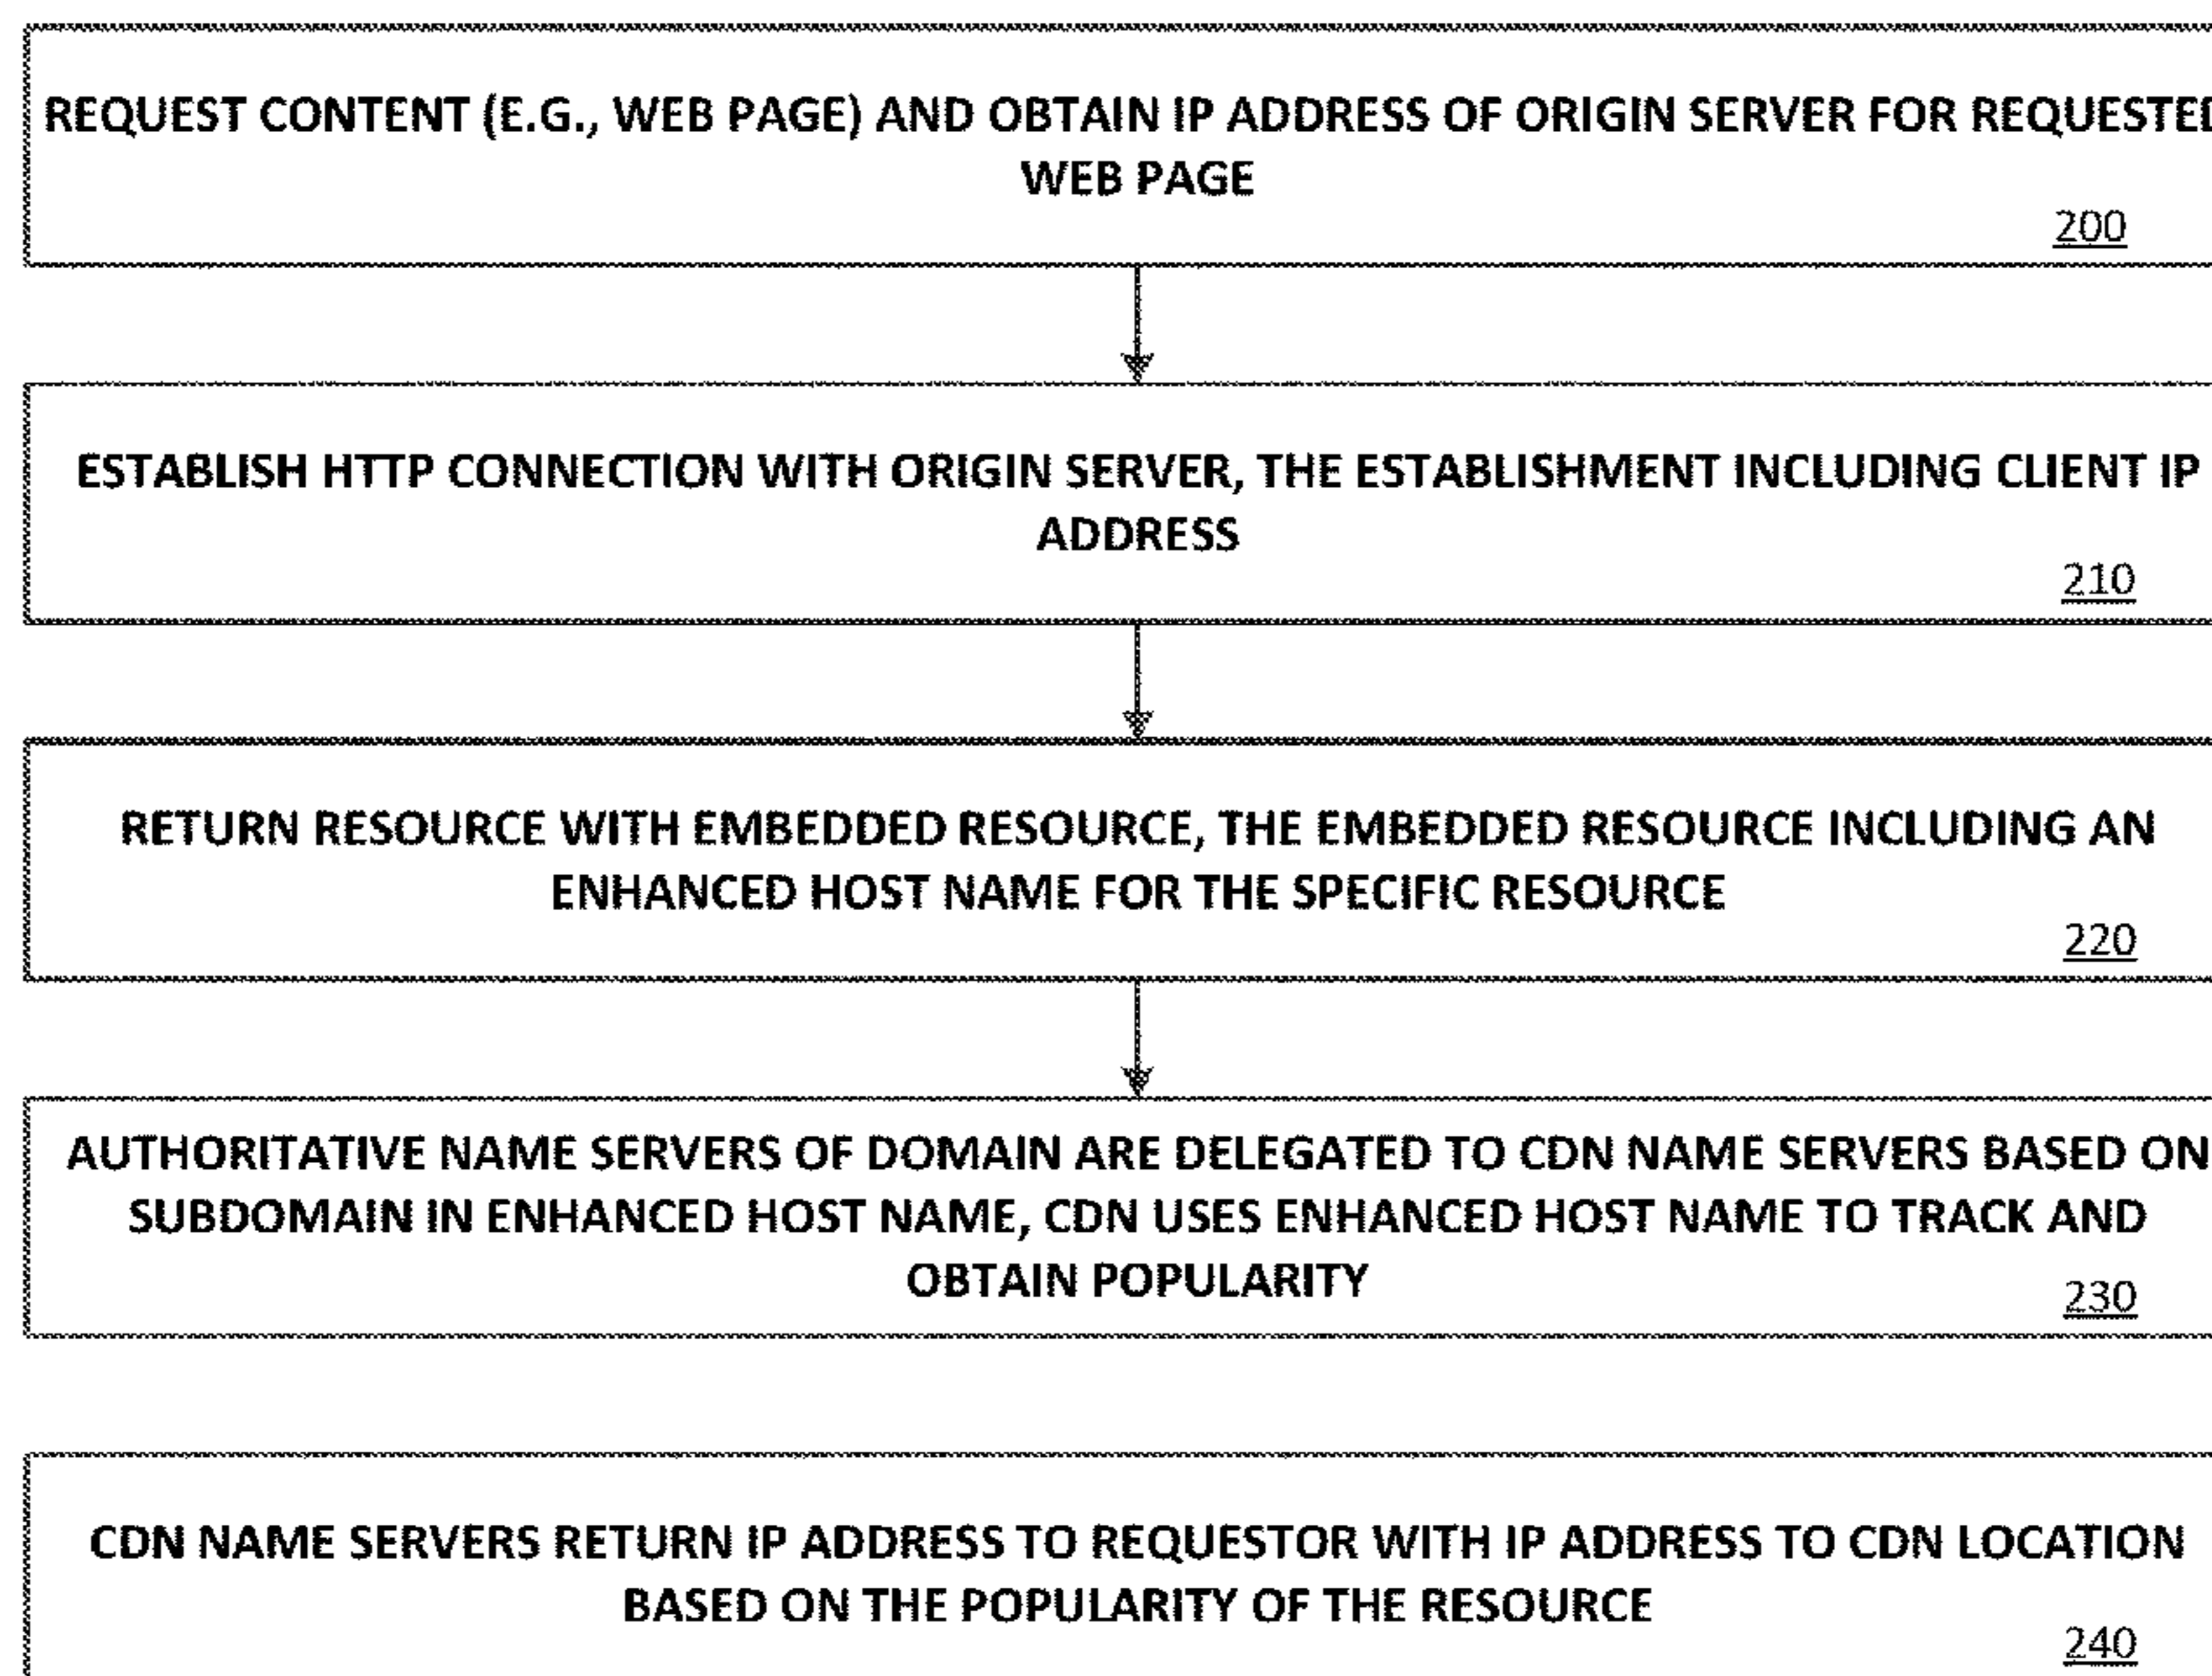 REQUEST CONTENT (E.G., WEB PAGE) AND OBTAIN IP ADDRESS OF ORIGIN SERVER FOR REQUESTED
WEB PAGE
200
ESTABLISH HTTP CONNECTION WITH ORIGIN SERVER, THE ESTABLISHMENT INCLUDING CLIENT IP
ADDRESS
210
RETURN RESOURCE WITH EMBEDDED RESOURCE, THE EMBEDDED RESOURCE INCLUDING AN
ENHANCED HOST NAME FOR THE SPECIFIC RESOURCE
220
AUTHORITATIVE NAME SERVERS OF DOMAIN ARE DELEGATED TO CDN NAME SERVERS BASED ON
SUBDOMAIN IN ENHANCED HOST NAME, CDN USES ENHANCED HOST NAME TO TRACK AND
OBTAIN POPULARITY
230
CDN NAME SERVERS RETURN IP ADDRESS TO REQUESTOR WITH IP ADDRESS TO CDN LOCATION
BASED ON THE POPULARITY OF THE RESOURCE
240